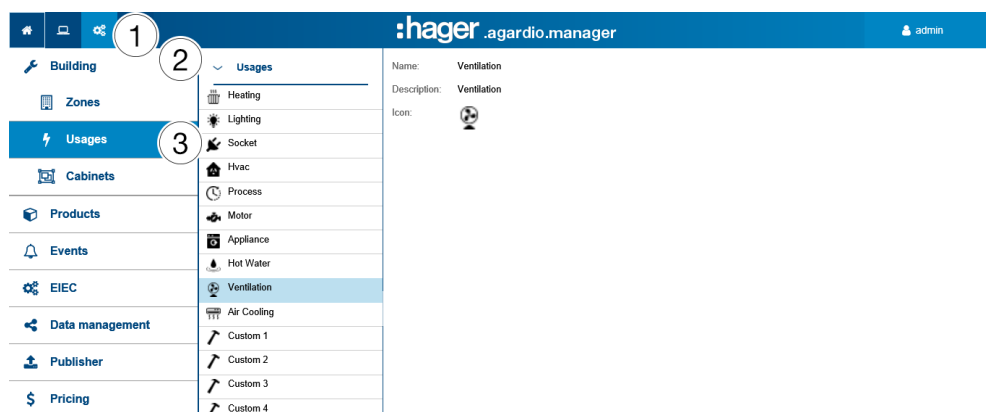 1
:hager .agardio.manager
admin
Building
2
Usages
Zones
Usages
3
Cabinets
Products
Events
EIEC
Data management
Publisher
$ Pricing
Heating
Lighting
Socket
Hvac
Process
Motor
Appliance
Hot Water
Ventilation
Air Cooling
Custom 1
Custom 2
Custom 3
Custom 4
Name: Ventilation
Description: Ventilation
Icon: